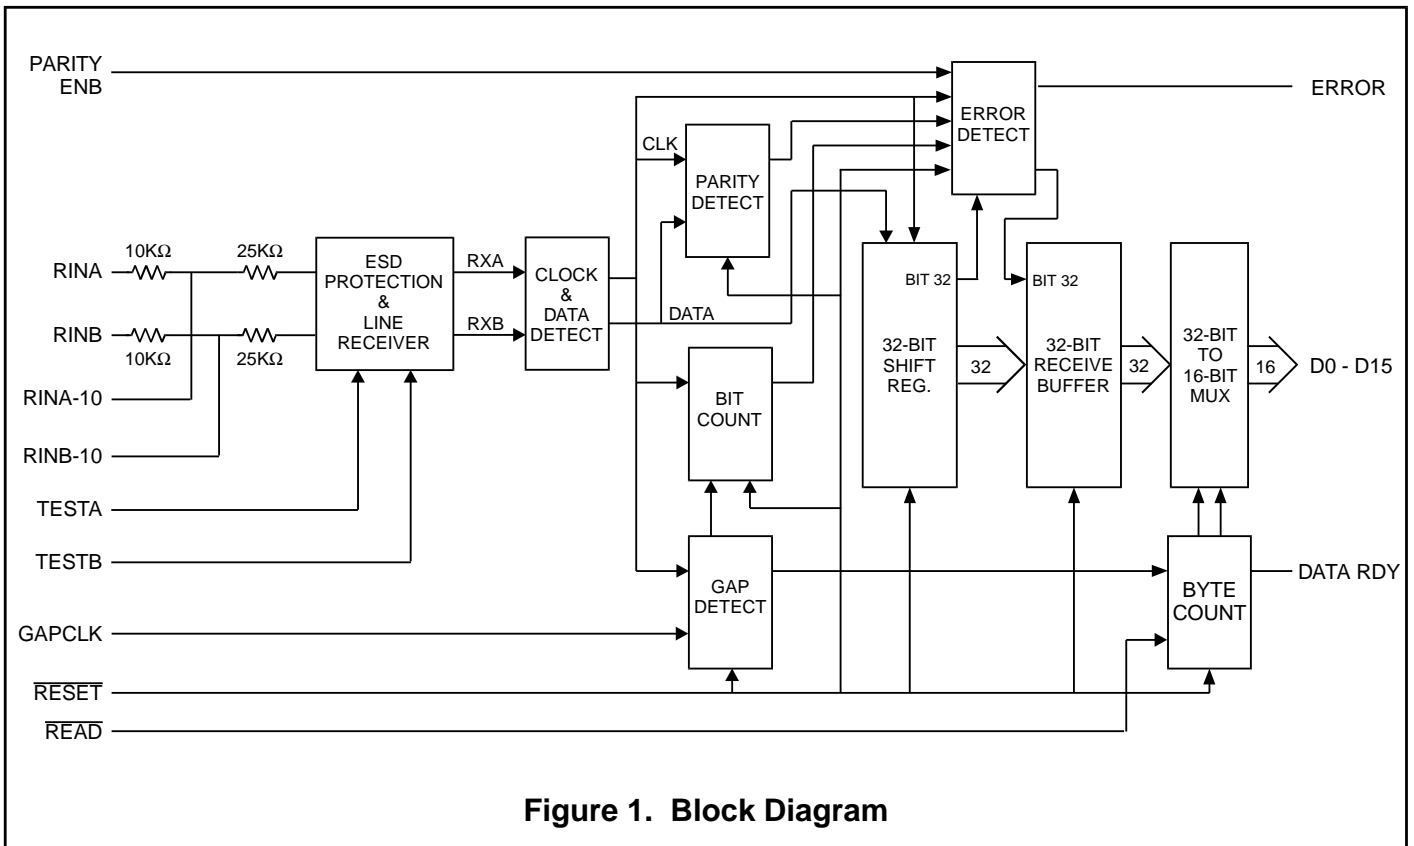 PARITY
ENB
ERROR
ERROR
DETECT
CLK
PARITY
DETECT
10KΩ
25KΩ
RINA
ESD
PROTECTION
&
LINE
RECEIVER
RXA
RXB
CLOCK
&
DATA
DETECT
DATA
RINB
10KΩ
25KΩ
RINA-10
RINB-10
BIT 32
32-BIT
SHIFT
REG.
32
BIT 32
32-BIT
RECEIVE
BUFFER
32
32-BIT
TO
16-BIT
MUX
16
D0 - D15
BIT
COUNT
TESTA
TESTB
GAP
DETECT
BYTE
COUNT
DATA RDY
GAPCLK
RESET
READ
Figure 1. Block Diagram